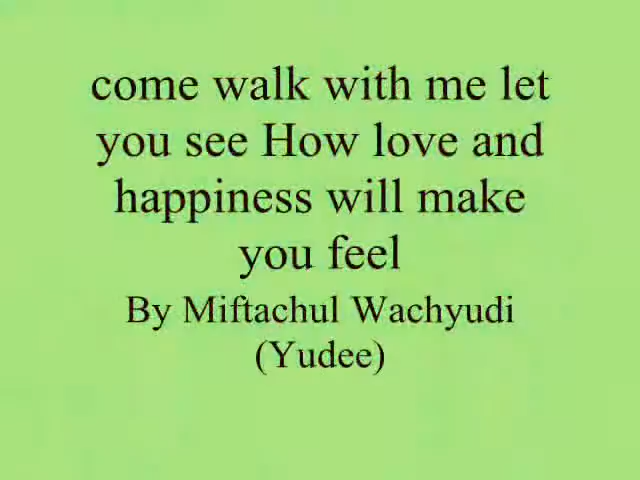 come walk with me let
you see How love and
happiness will make
you feel
By Miftachul Wachyudi
(Yudee)